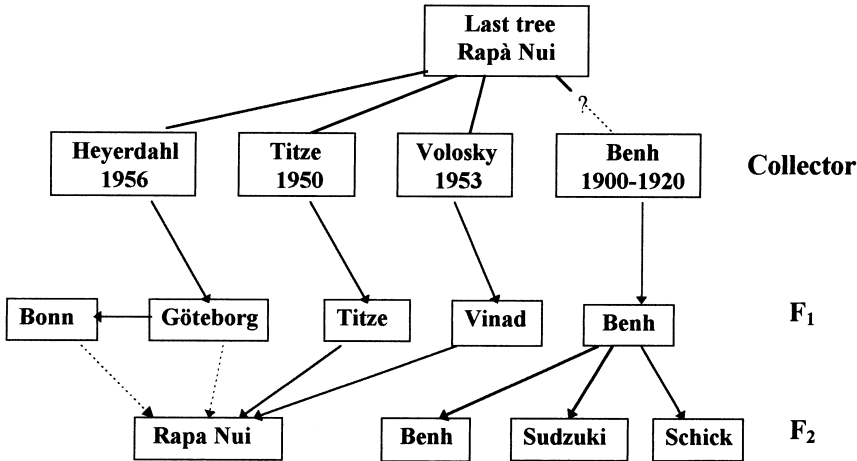 Last tree
Rapà Nui
?
Heyerdahl
1956
Titze
1950
Volosky
1953
Benh
1900-1920
Collector
Bonn
Göteborg
Titze
Vinad
Benh
F₁
Rapa Nui
Benh
Sudzuki
Schick
F₂